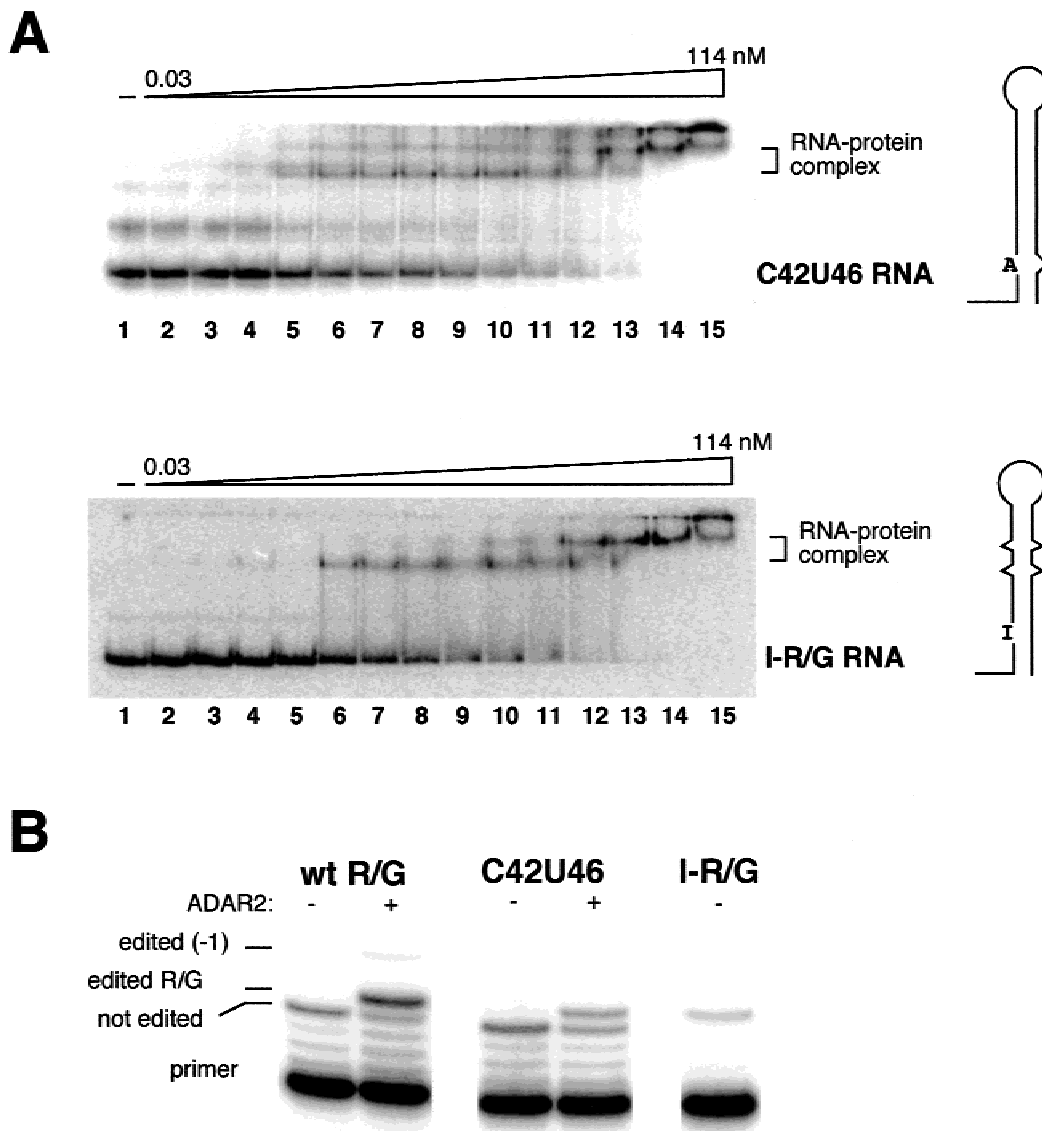 A
0.03
114 nM
RNA-protein
complex
C42U46 RNA
A
1 2 3 4 5 6 7 8 9 10 11 12 13 14 15
0.03
114 nM
RNA-protein
complex
I-R/G RNA
I
1 2 3 4 5 6 7 8 9 10 11 12 13 14 15
B
wt R/G C42U46 I-R/G
ADAR2: - + - + -
edited (-1)
edited R/G
not edited
primer